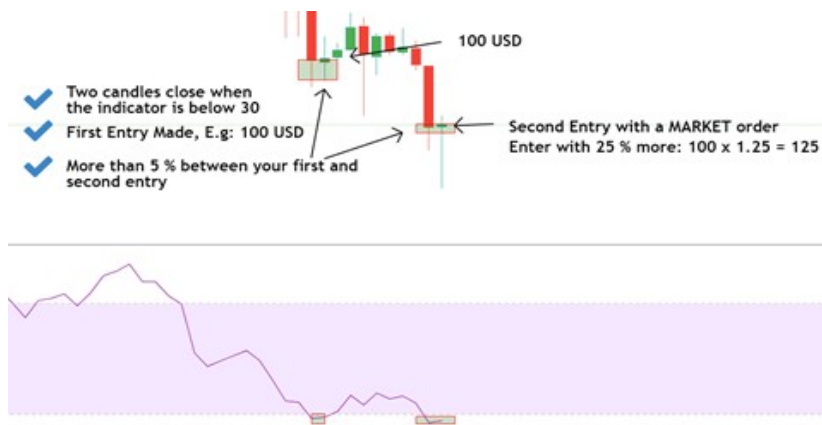 100 USD
Two candles close when
the indicator is below 30
First Entry Made, E.g: 100 USD
More than 5 % between your first and
second entry
Second Entry with a MARKET order
Enter with 25 % more: 100 x 1.25 = 125